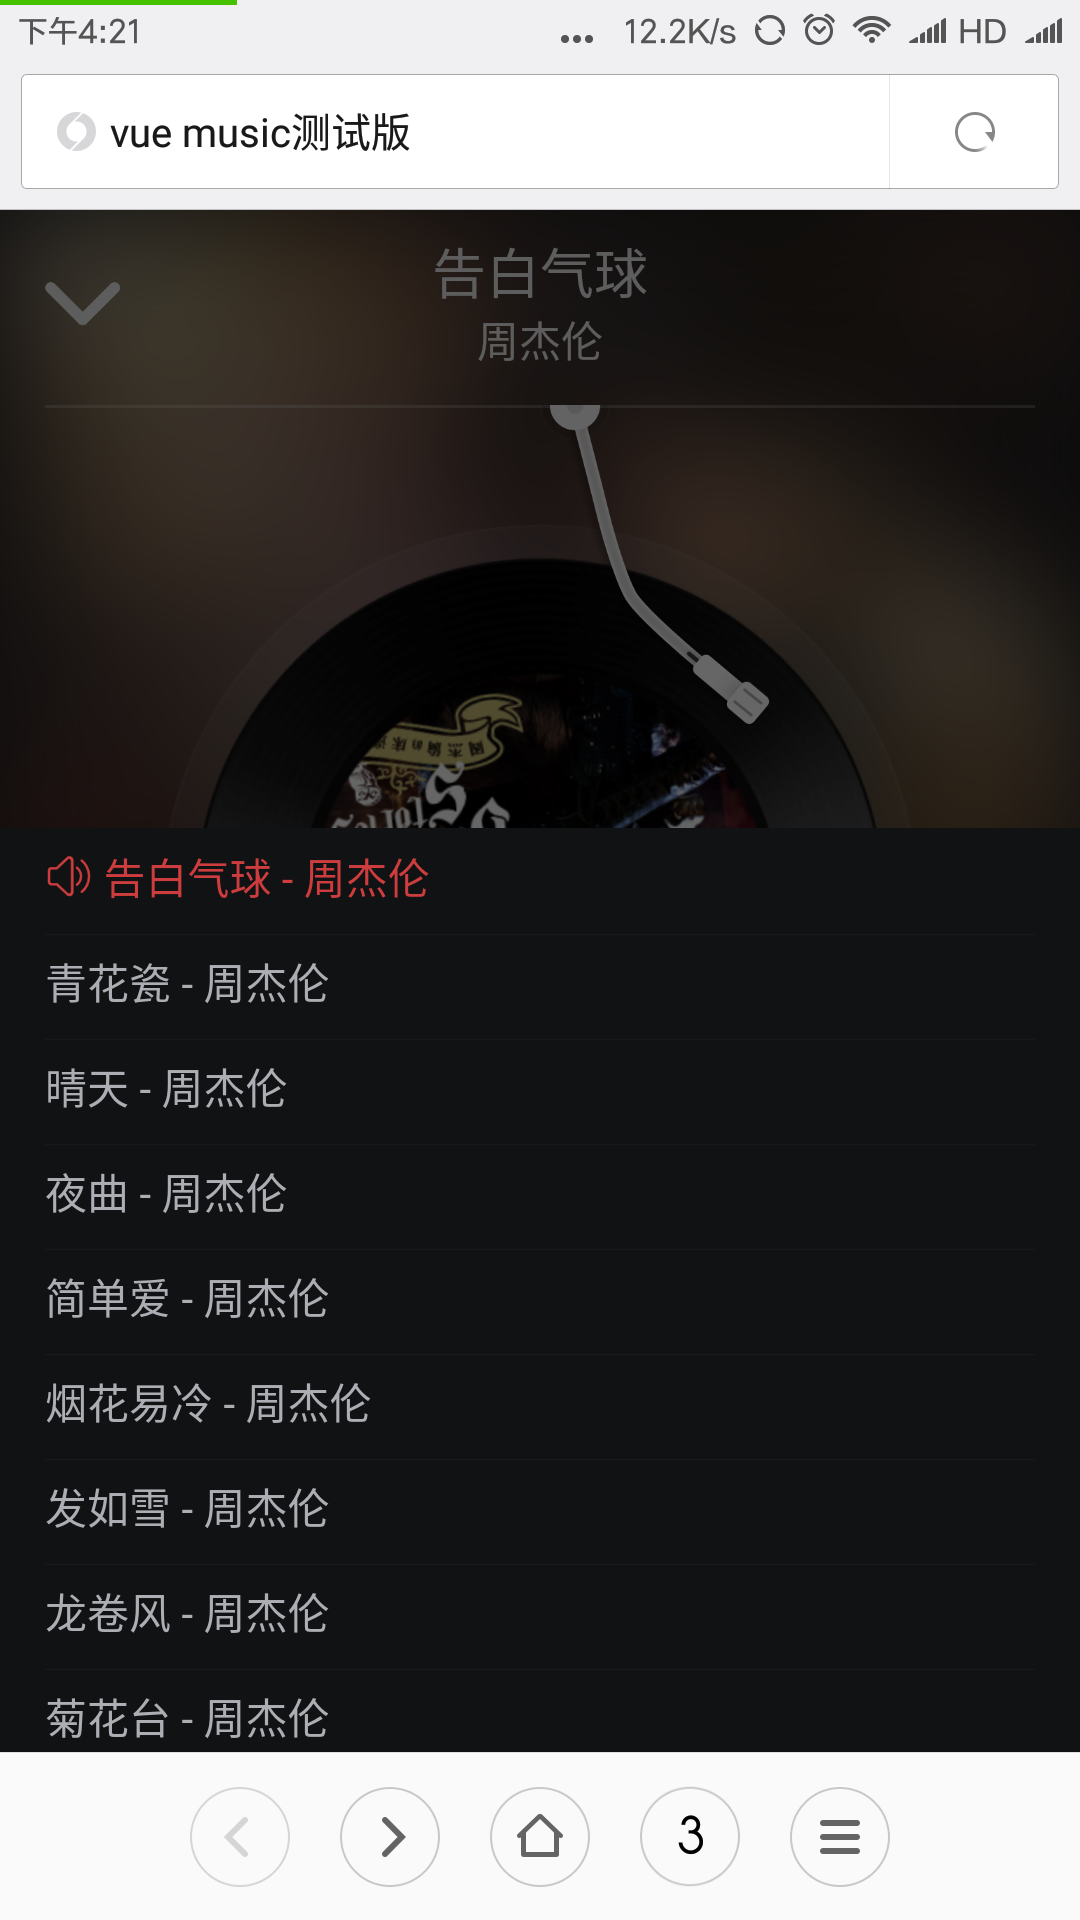 下午4:21
... 12.2K/s HD
vue music测试版
告白气球
周杰伦
告白气球 - 周杰伦
青花瓷 - 周杰伦
晴天 - 周杰伦
夜曲 - 周杰伦
简单爱 - 周杰伦
烟花易冷 - 周杰伦
发如雪 - 周杰伦
龙卷风 - 周杰伦
菊花台 - 周杰伦
3